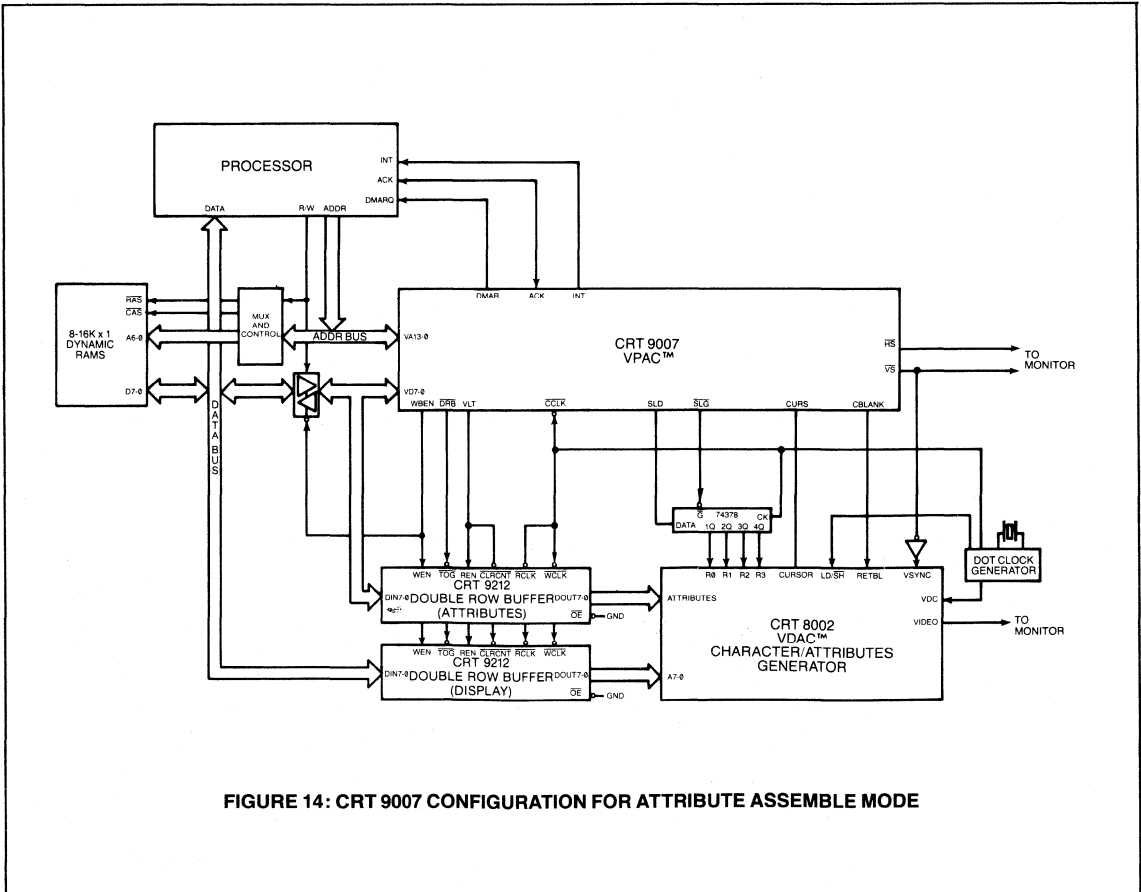 PROCESSOR
INT
ACK
DMARQ
DATA
R/W
ADDR
8-16K x 1
DYNAMIC
RAMS
RAS
CAS
A6-0
D7-0
MUX
AND
CONTROL
ADDR BUS
DATA BUS
DMAR
ACK
INT
VA13-0
VD7-0
CRT 9007
VPAC™
HS
VS
TO
MONITOR
WBEN
DRB
VLT
CCLK
SLD
SLG
CURS
CBLANK
G
74378
CK
DATA
1Q
2Q
3Q
4Q
DOT CLOCK
GENERATOR
WEN
TOG
REN
CLRCNT
RCLK
WCLK
CRT 9212
DIN7-0
DOUBLE ROW BUFFER
DOUT7-0
(ATTRIBUTES)
OE
GND
WEN
TOG
REN
CLRCNT
RCLK
WCLK
CRT 9212
DIN7-0
DOUBLE ROW BUFFER
DOUT7-0
(DISPLAY)
OE
GND
R0
R1
R2
R3
CURSOR
LD/SH
RETBL
VSYNC
ATTRIBUTES
VDC
VIDEO
A7-0
CRT 8002
VDAC™
CHARACTER/ATTRIBUTES
GENERATOR
TO
MONITOR
FIGURE 14: CRT 9007 CONFIGURATION FOR ATTRIBUTE ASSEMBLE MODE